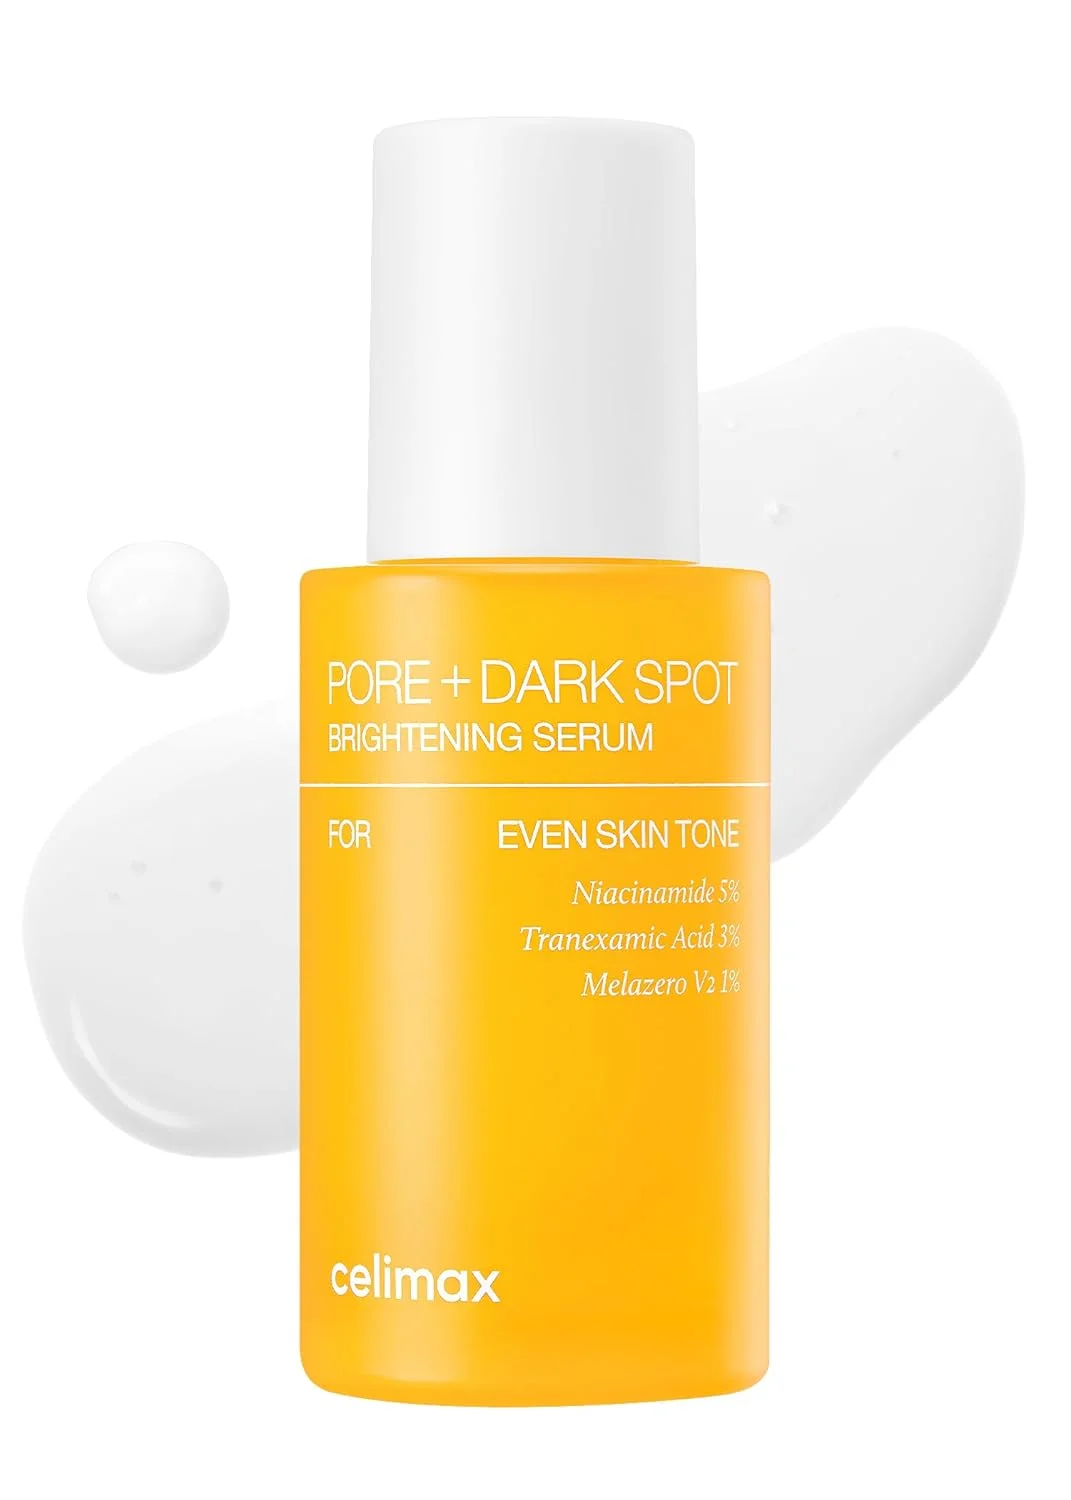 PORE + DARK SPOT
BRIGHTENING SERUM
FOR EVEN SKIN TONE
Niacinamide 5%
Tranexamic Acid 3%
Melazero V2 1%
celimax